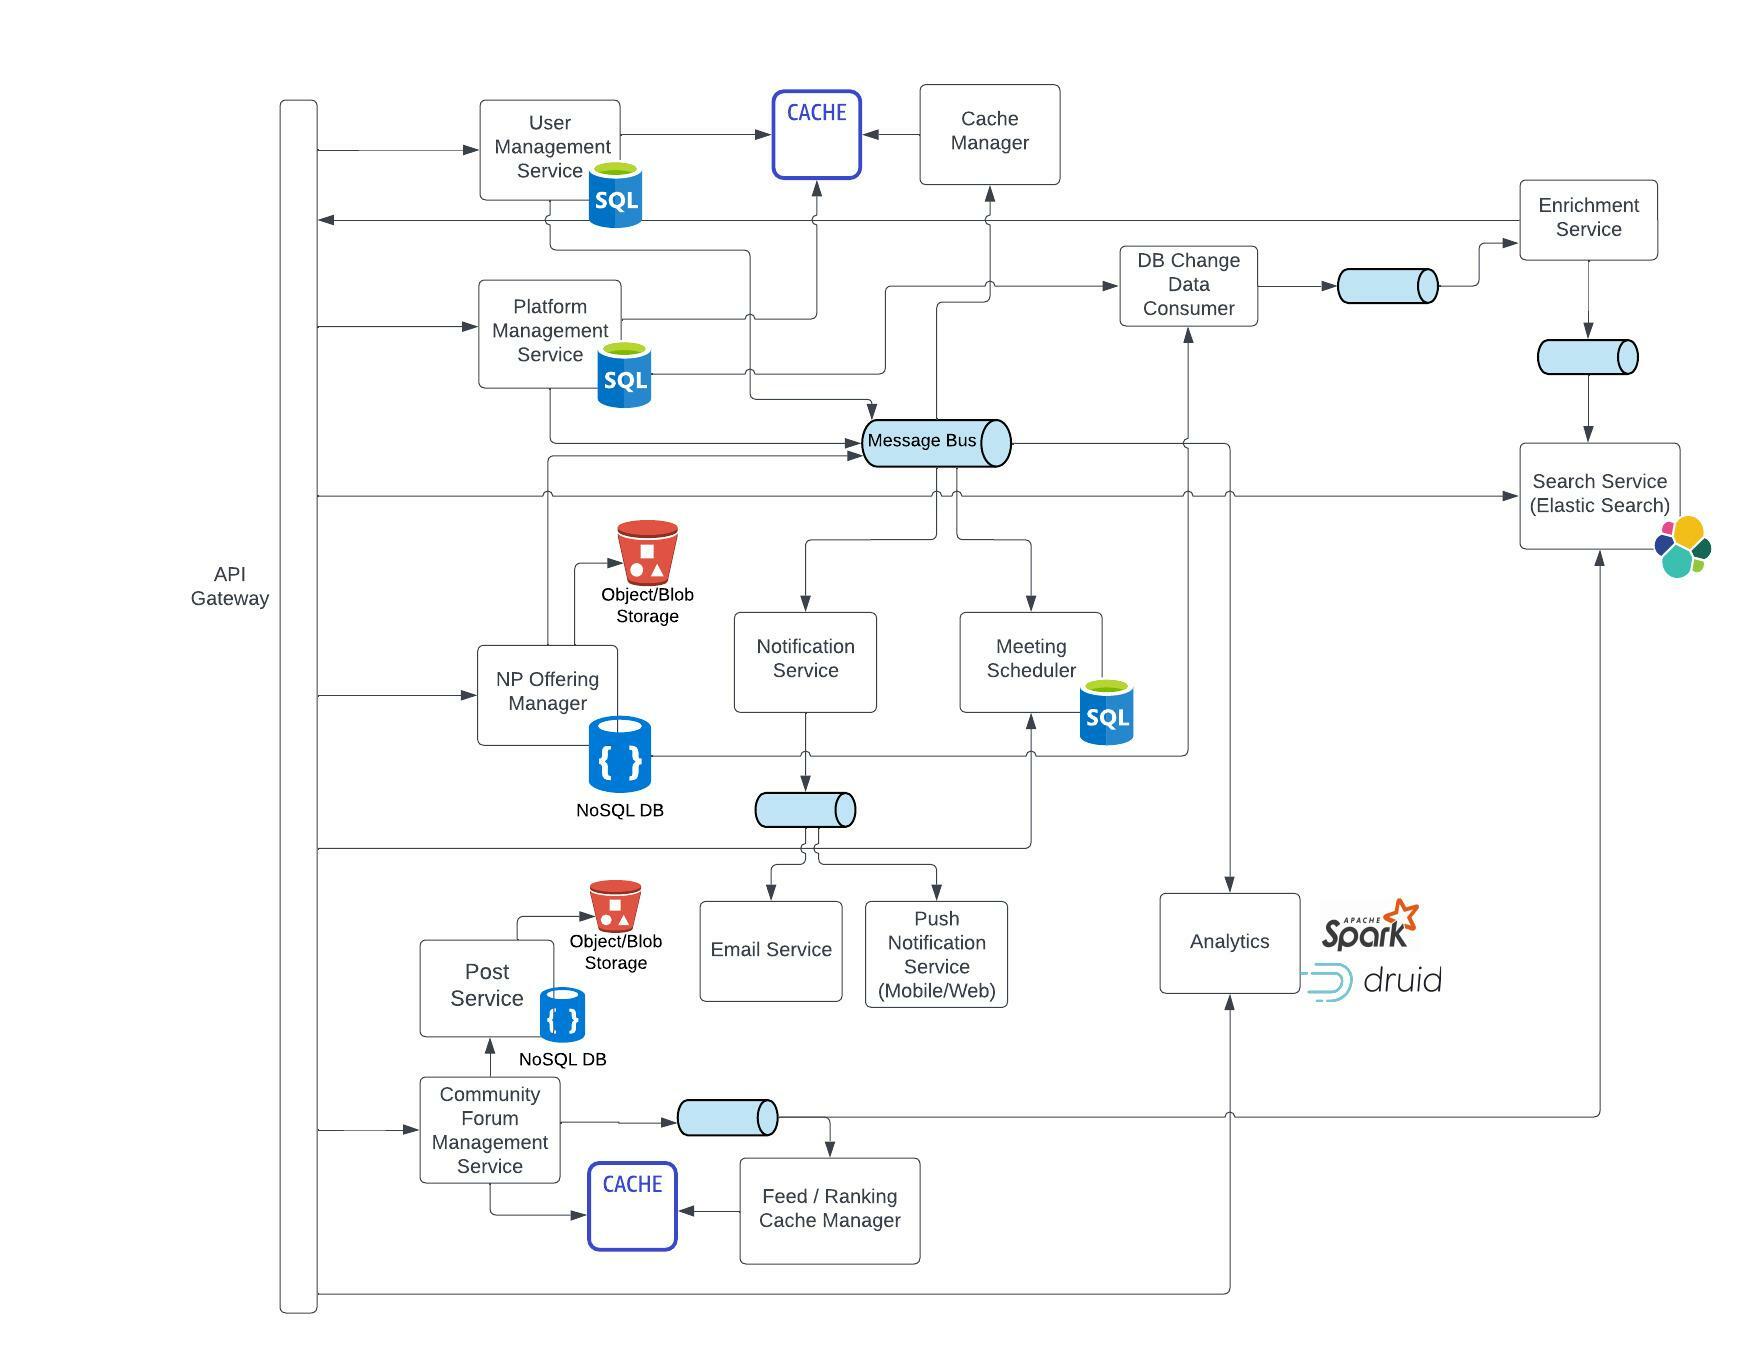 User
Management
Service
SQL
CACHE
Cache
Manager
Enrichment
Service
DB Change
Data
Consumer
Platform
Management
Service
SQL
Message Bus
Search Service
(Elastic Search)
API
Gateway
Object/Blob
Storage
NP Offering
Manager
{ }
NoSQL DB
Notification
Service
Meeting
Scheduler
SQL
Object/Blob
Storage
Post
Service
{ }
NoSQL DB
Email Service
Push
Notification
Service
(Mobile/Web)
Analytics
APACHE
Spark
druid
Community
Forum
Management
Service
CACHE
Feed / Ranking
Cache Manager